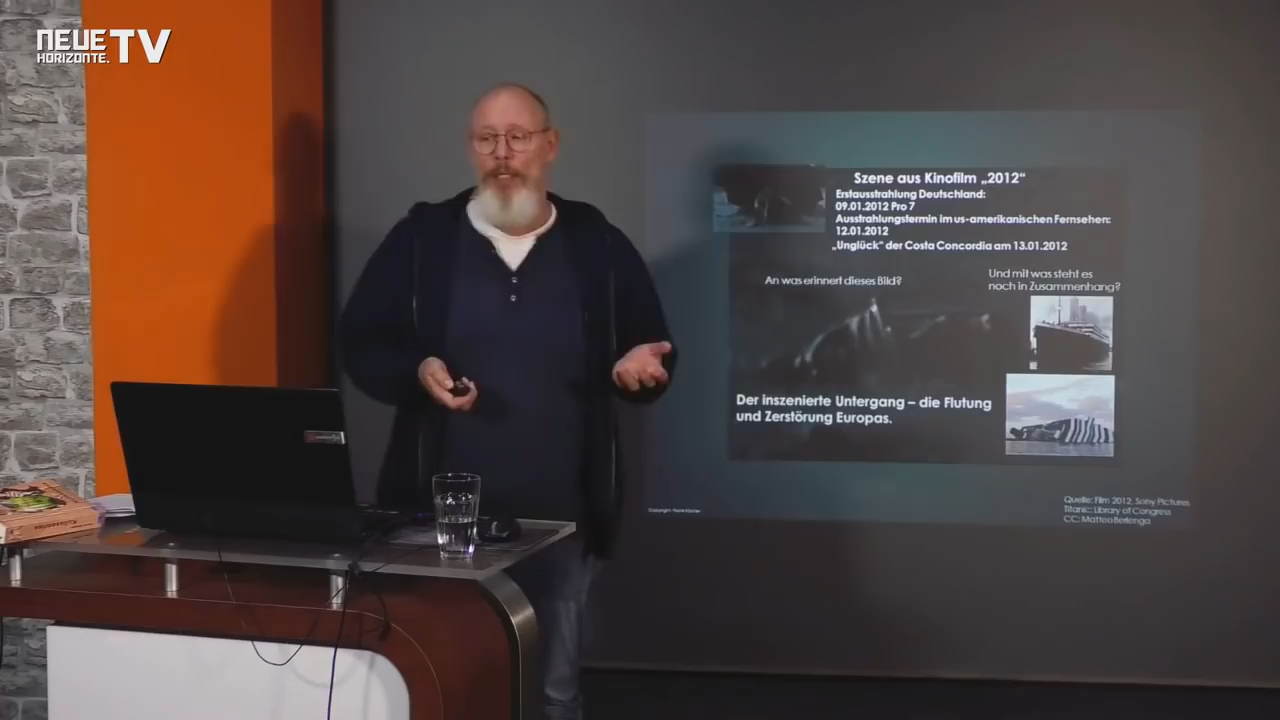 NEUE
HORIZONTE.
TV
Szene aus Kinofilm „2012“
Erstausstrahlung Deutschland:
09.01.2012 Pro 7
Ausstrahlungstermin im us-amerikanischen Fernsehen:
12.01.2012
„Unglück“ der Costa Concordia am 13.01.2012
An was erinnert dieses Bild?
Und mit was steht es
noch in Zusammenhang?
Der inszenierte Untergang – die Flutung
und Zerstörung Europas.
Quelle: Film 2012, Sony Pictures
Titanic: Library of Congress
CC: Matteo Berlenga
Copyright: